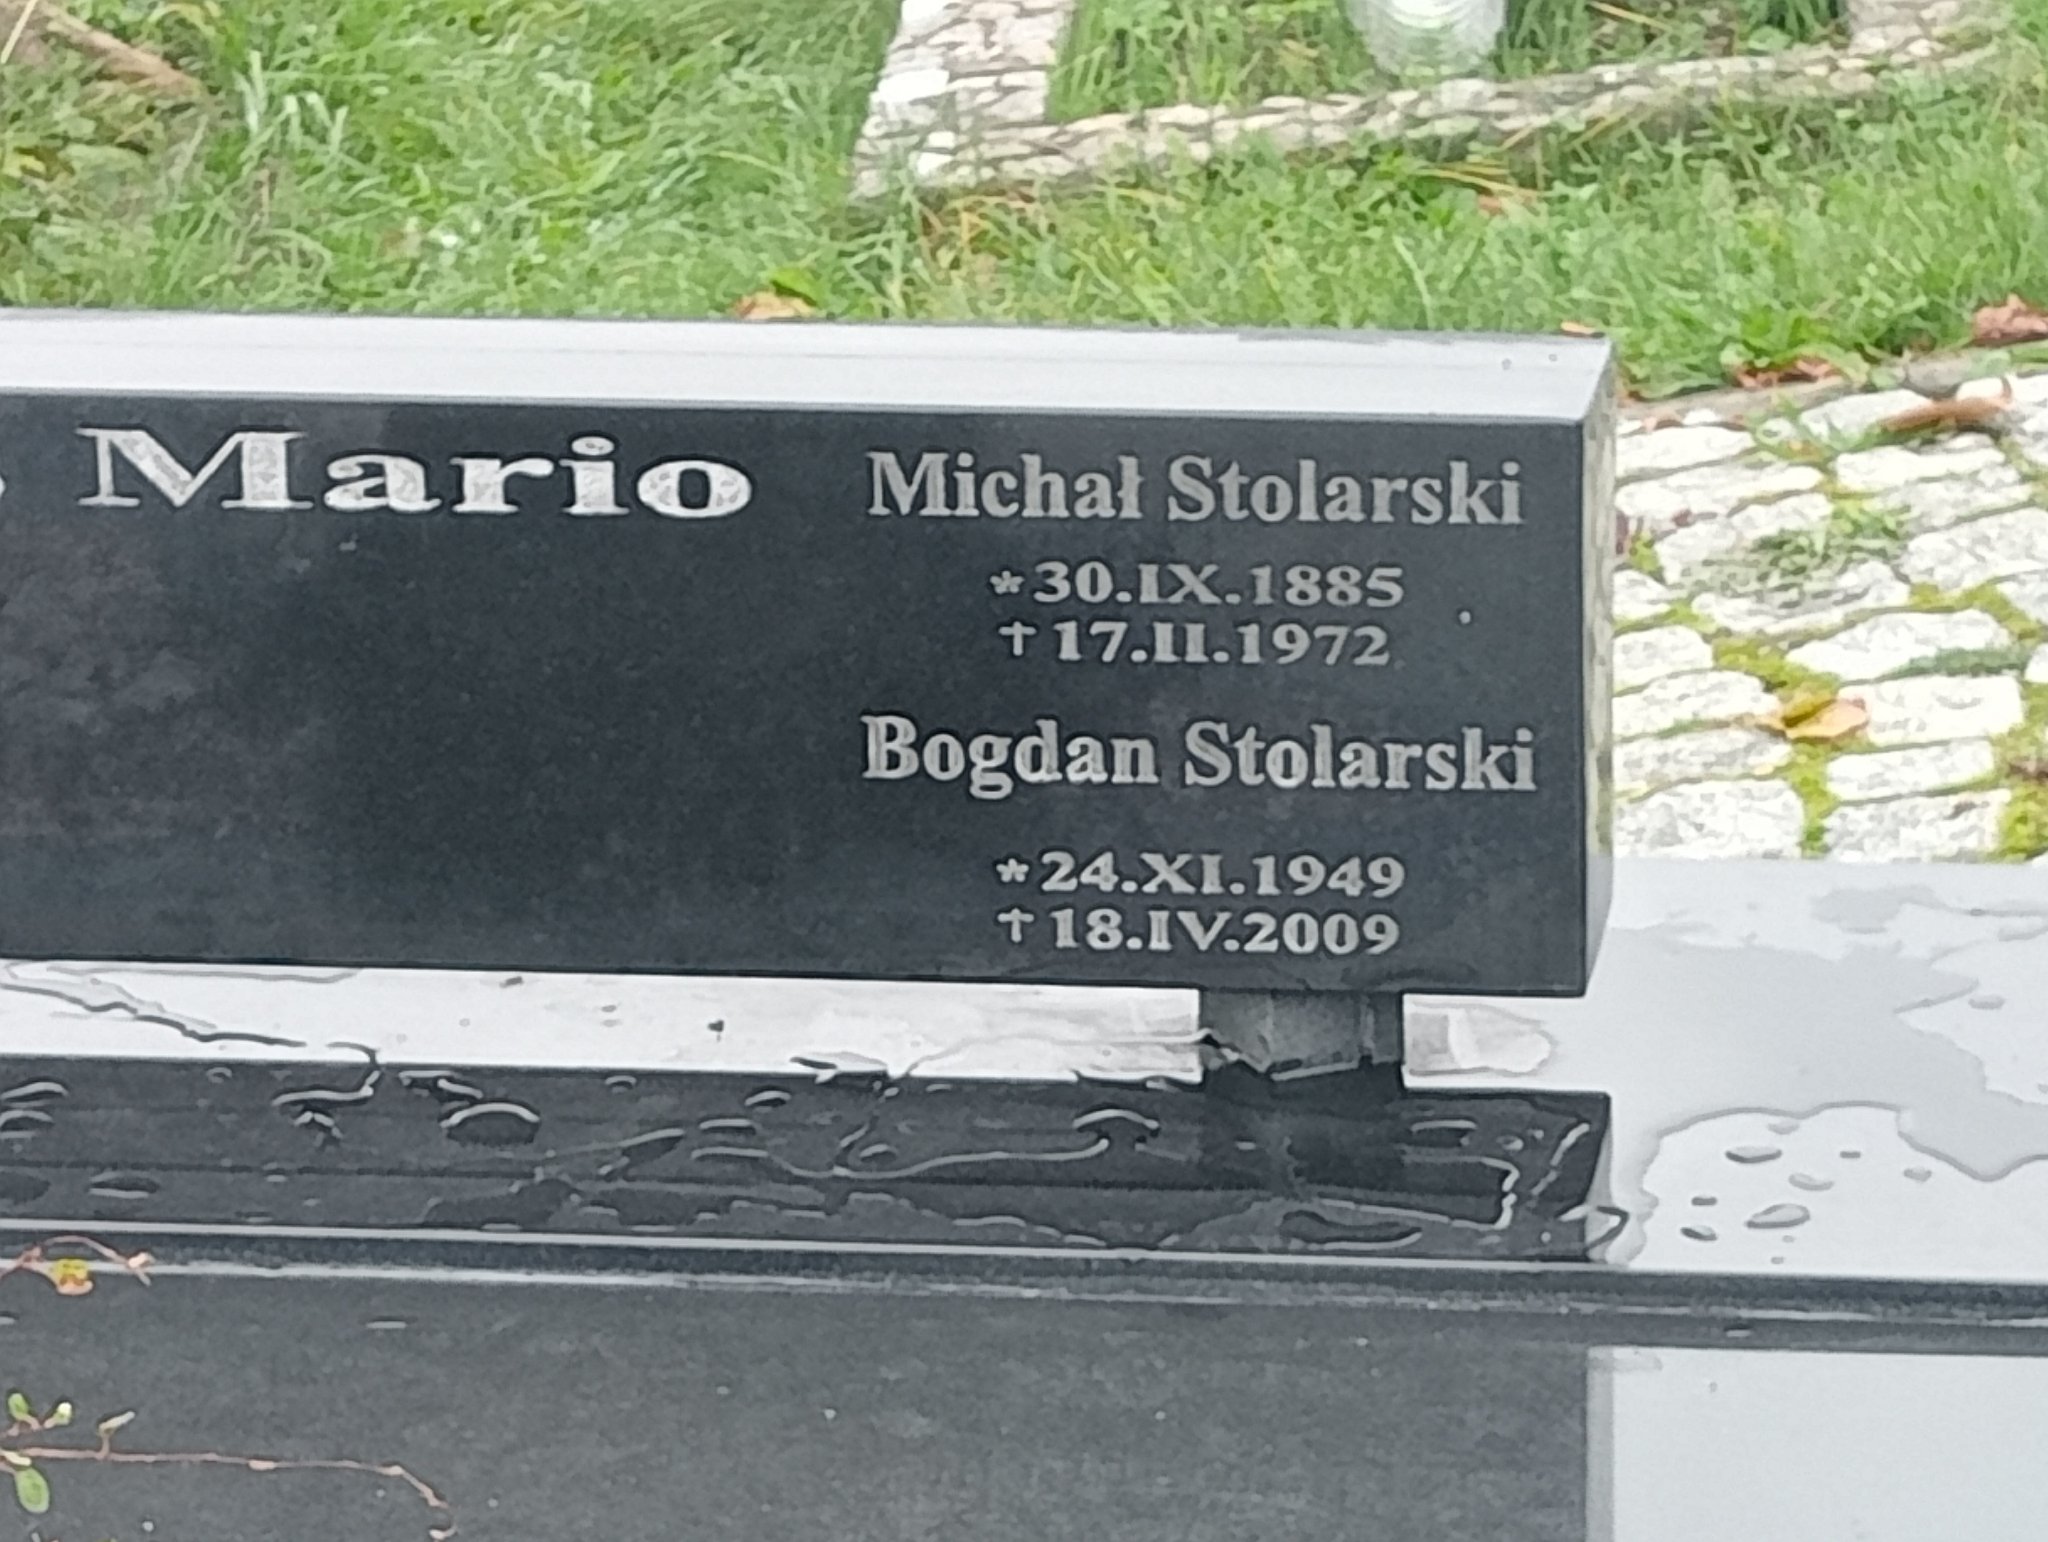 Mario
Michał Stolarski
*30.IX.1885
†17.II.1972
Bogdan Stolarski
*24.XI.1949
†18.IV.2009